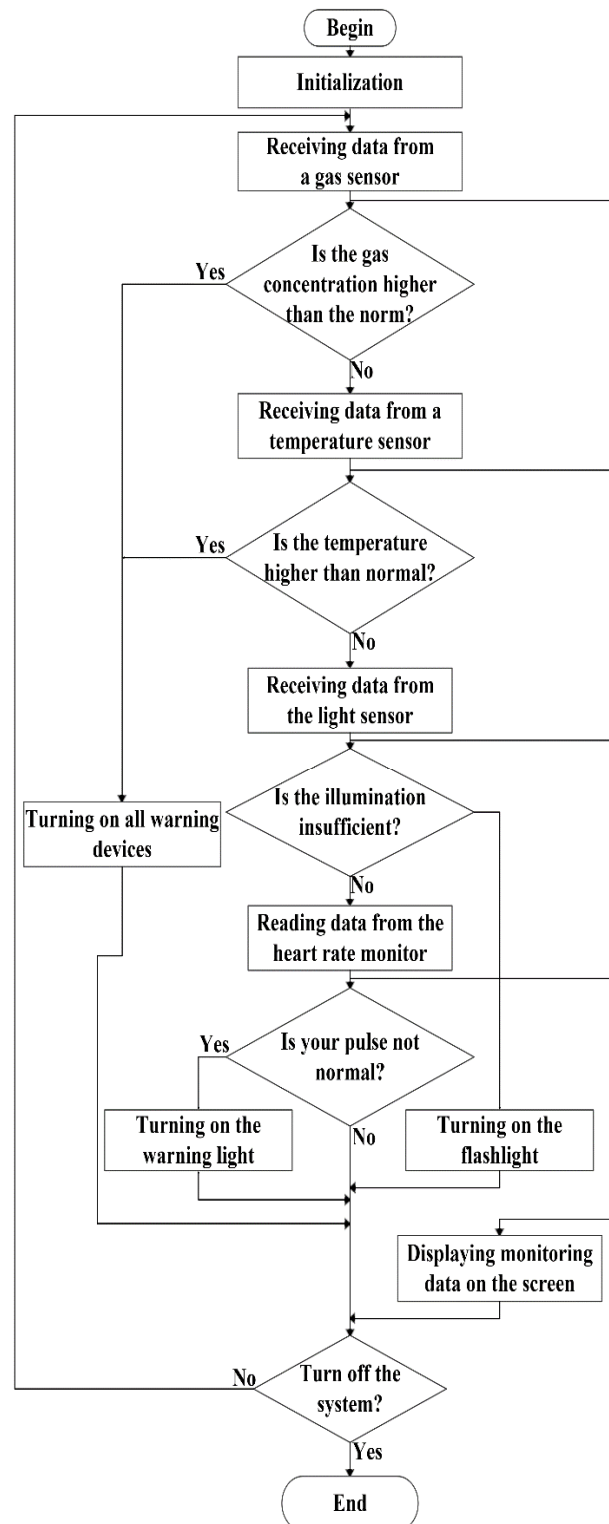 Begin
Initialization
Receiving data from
a gas sensor
Is the gas
concentration higher
than the norm?
Yes
No
Receiving data from a
temperature sensor
Is the temperature
higher than normal?
Yes
No
Receiving data from
the light sensor
Is the illumination
insufficient?
Turning on all warning
devices
No
Reading data from the
heart rate monitor
Is your pulse not
normal?
Yes
No
Turning on the
warning light
Turning on the
flashlight
Displaying monitoring
data on the screen
Turn off the
system?
No
Yes
End